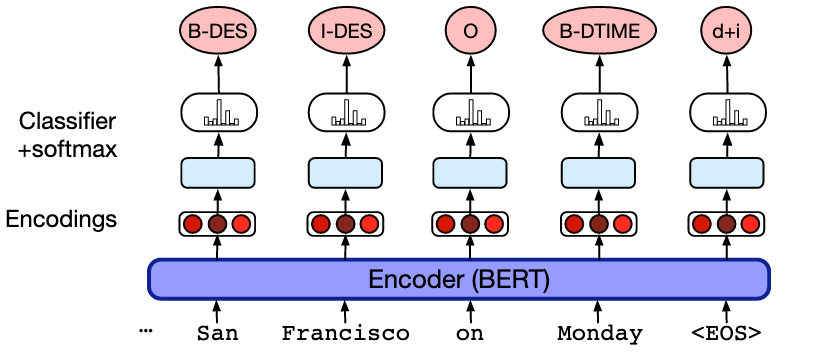 B-DES I-DES O B-DTIME d+i
Classifier
+softmax
Encodings
Encoder (BERT)
... San Francisco on Monday <EOS>